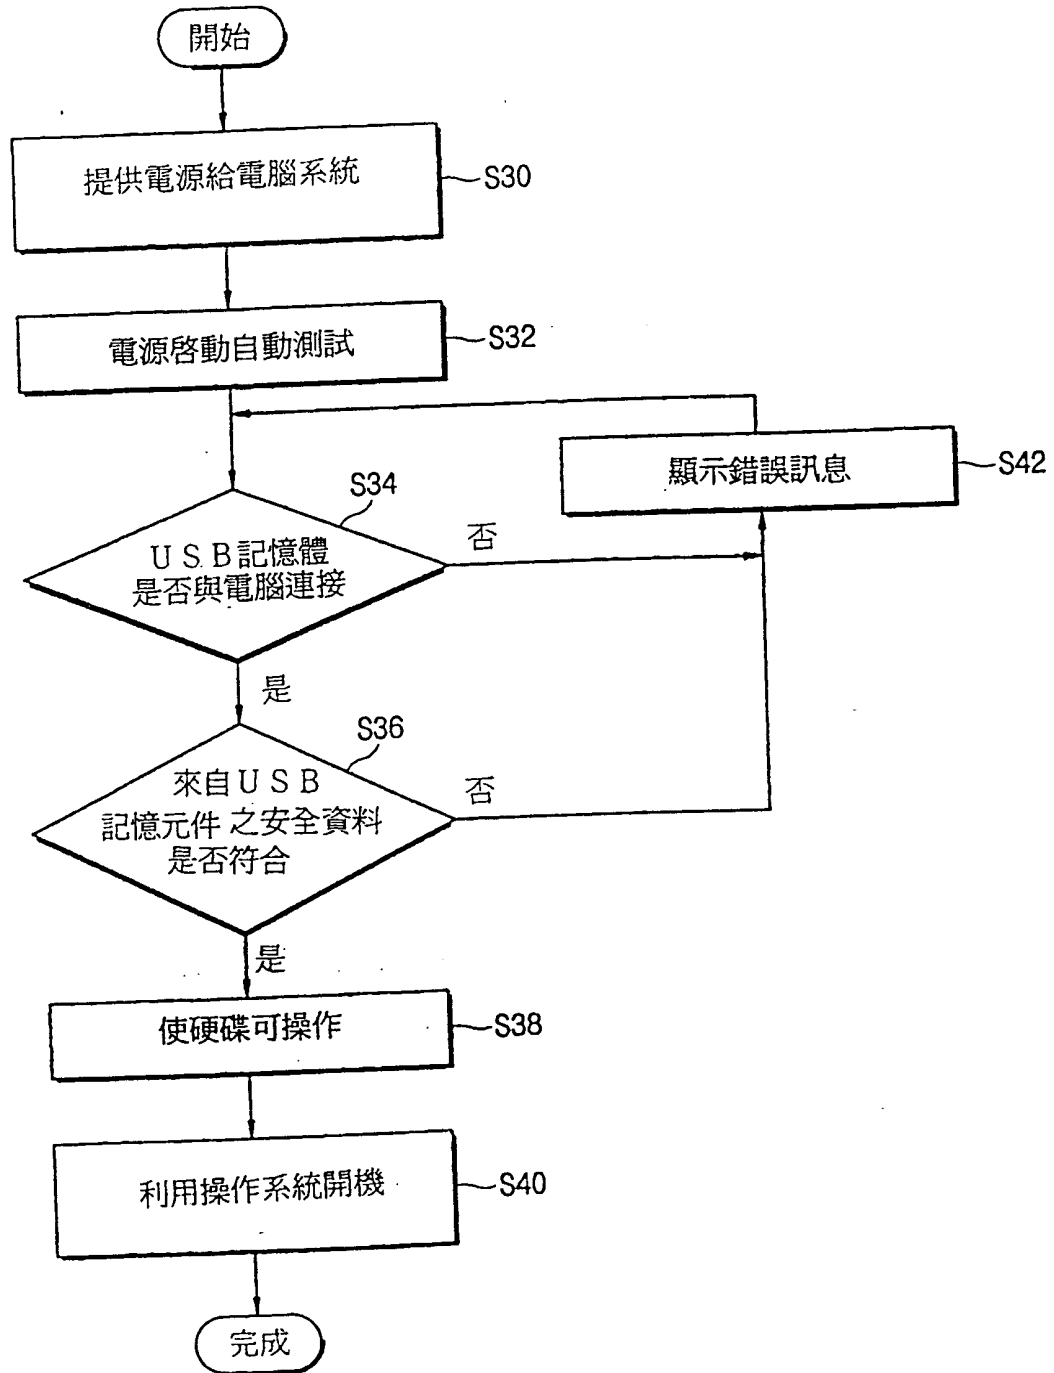 開始
提供電源給電腦系統
S30
電源啓動自動測試
S32
顯示錯誤訊息
S42
S34
USB記憶體
是否與電腦連接
否
是
S36
來自USB
記憶元件之安全資料
是否符合
否
是
使硬碟可操作
S38
利用操作系統開機
S40
完成